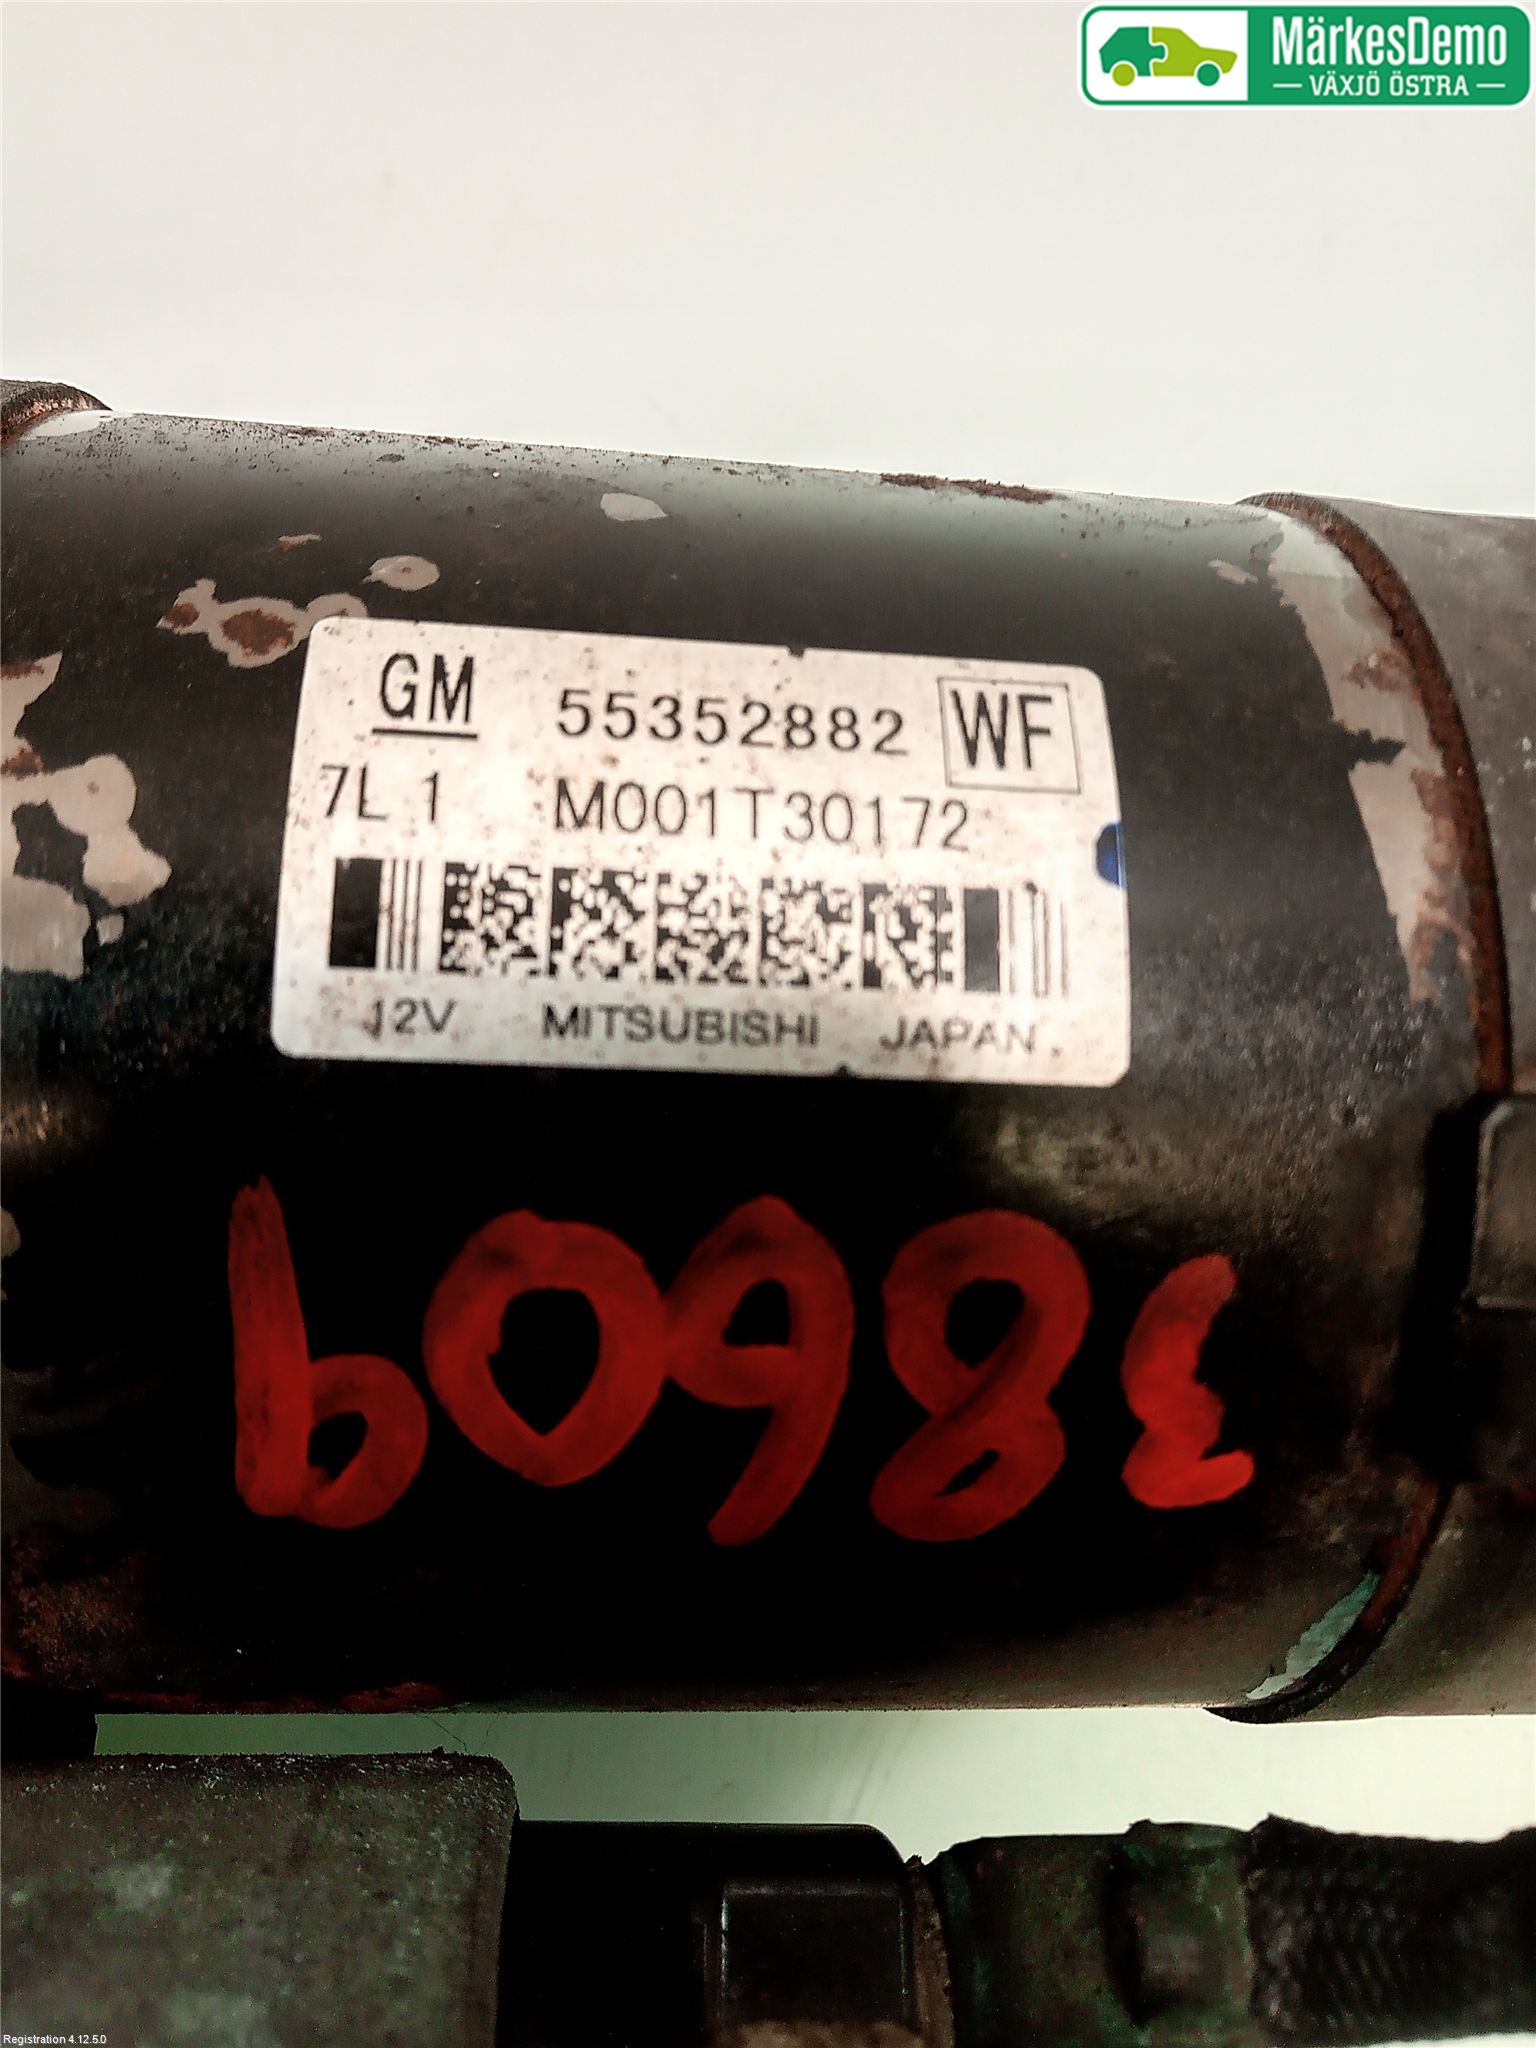 MärkesDemo
— VÄXJÖ ÖSTRA —
GM 55352882 WF
7L 1 M001T30172
12V MITSUBISHI JAPAN
38609
Registration 4.12.5.0